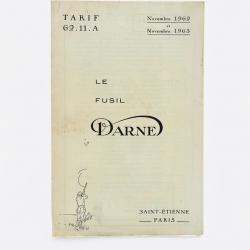 TARIF
62.11.A
Novembre 1962
et
Novembre 1963
LE
FUSIL
DARNE
SAINT-ÉTIENNE
PARIS